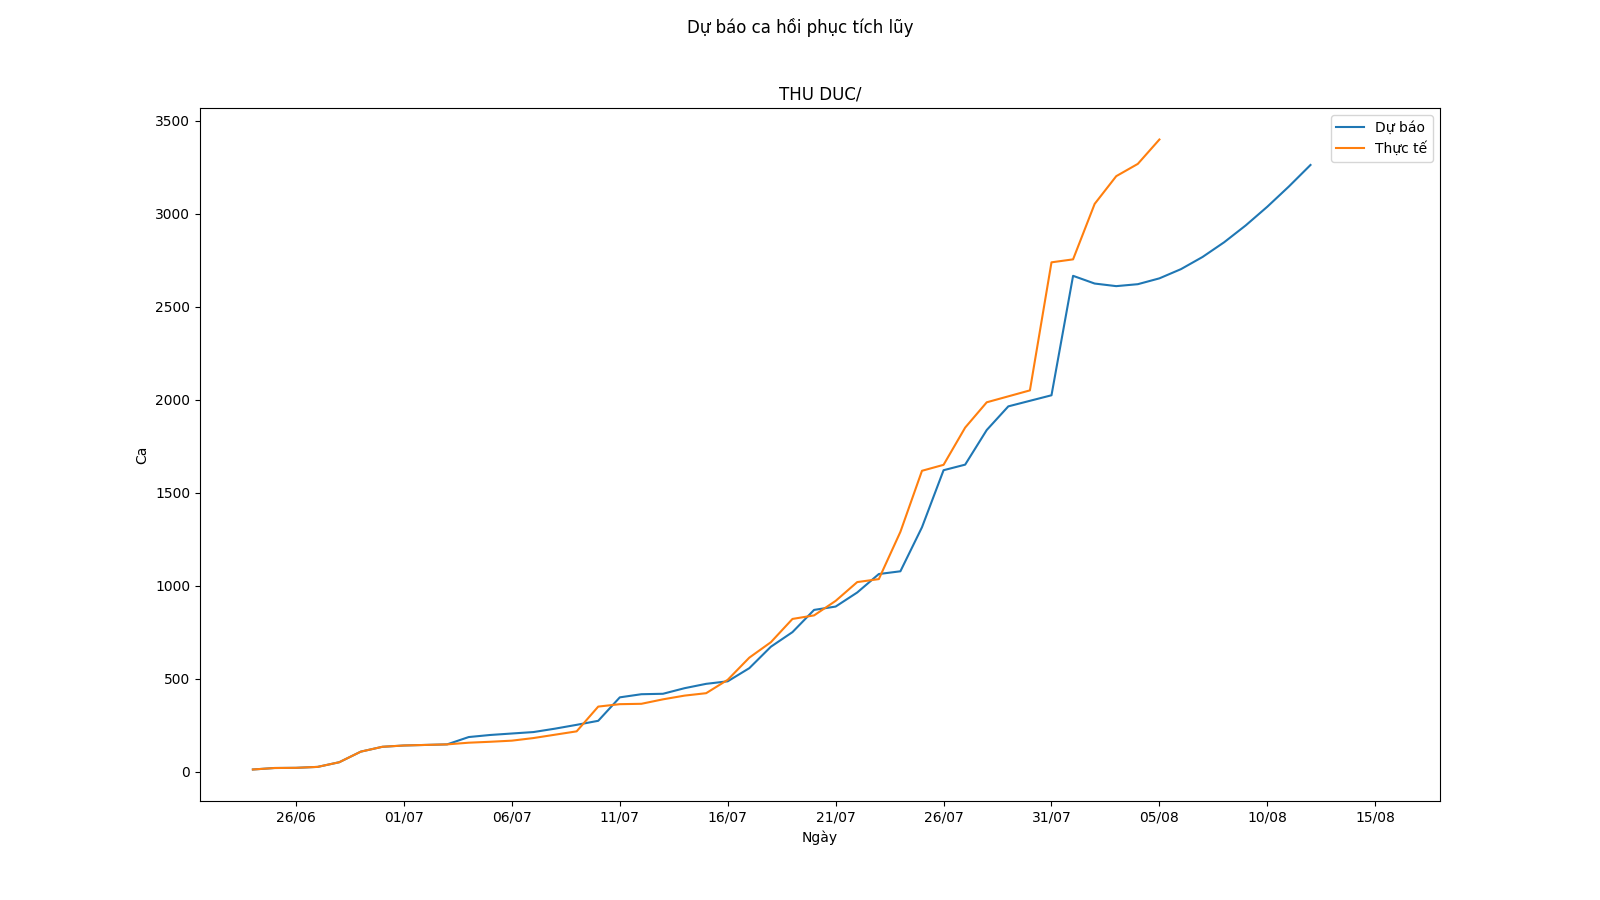 Dự báo ca hồi phục tích lũy
THU DUC/
Dự báo
Thực tế
3500
3000
2500
2000
1500
1000
500
0
Ca
26/06 01/07 06/07 11/07 16/07 21/07 26/07 31/07 05/08 10/08 15/08
Ngày